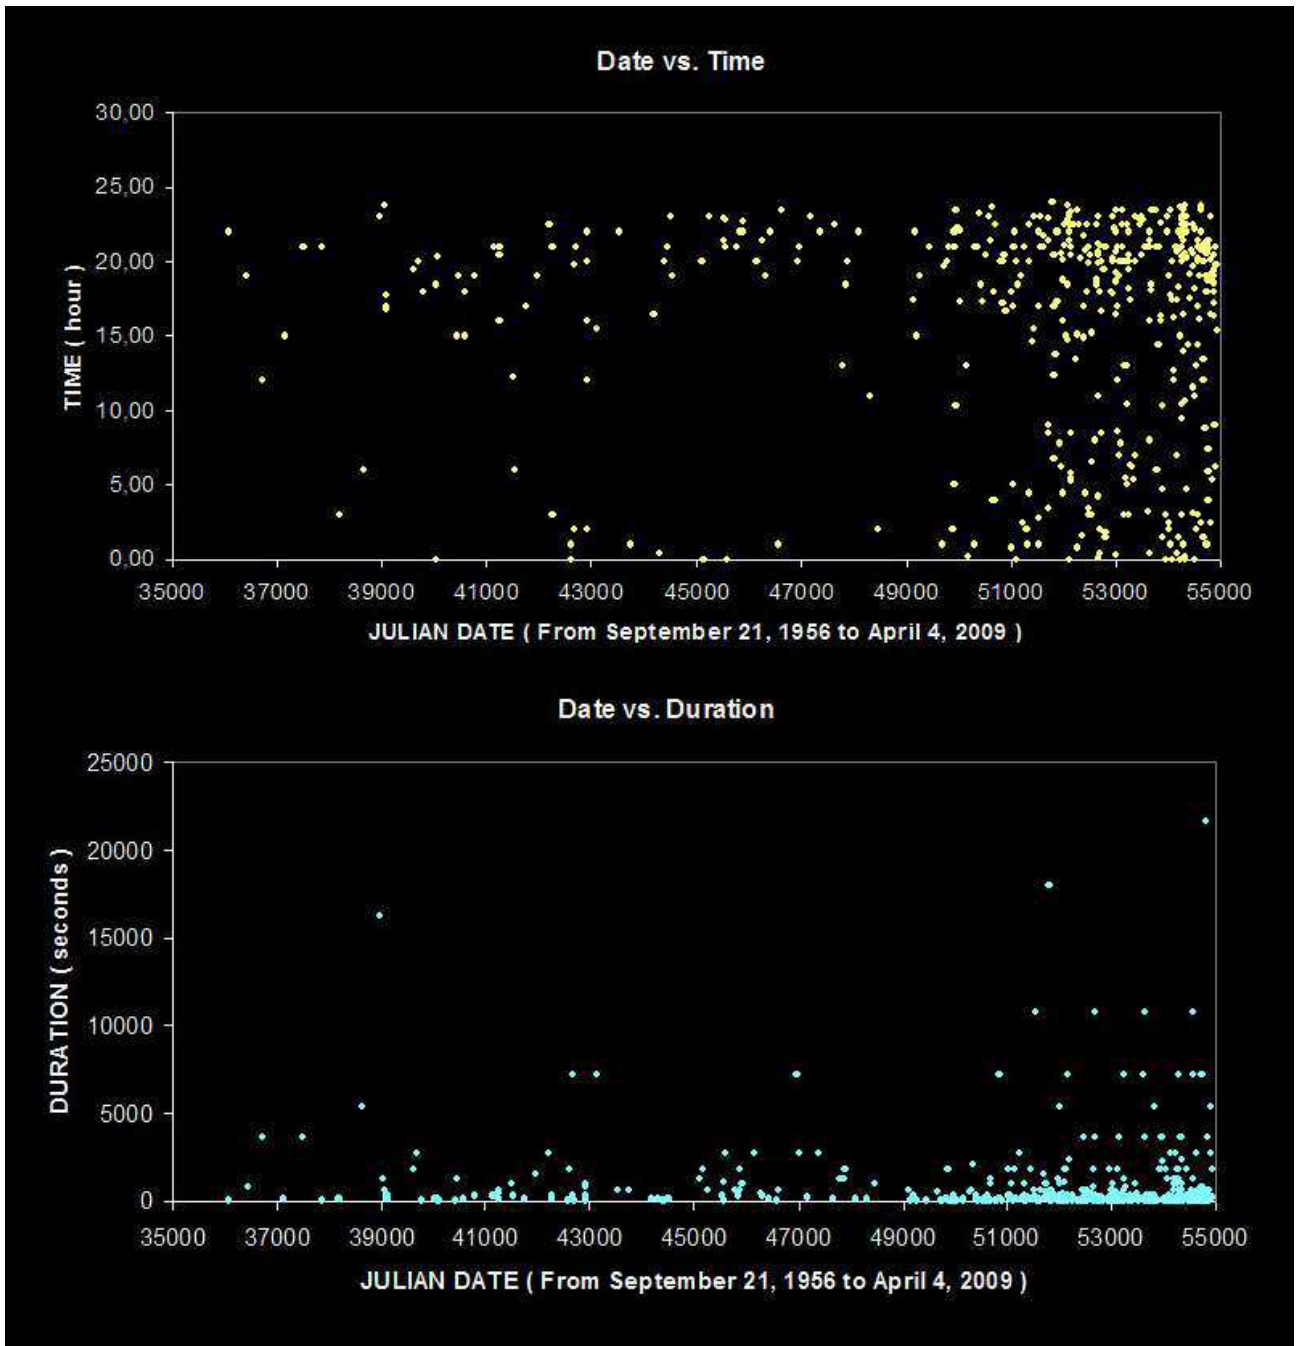 Date vs. Time
30,00
25,00
20,00
15,00
10,00
5,00
0,00
TIME ( hour )
35000 37000 39000 41000 43000 45000 47000 49000 51000 53000 55000
JULIAN DATE ( From September 21, 1956 to April 4, 2009 )
Date vs. Duration
25000
20000
15000
10000
5000
0
DURATION ( seconds )
35000 37000 39000 41000 43000 45000 47000 49000 51000 53000 55000
JULIAN DATE ( From September 21, 1956 to April 4, 2009 )